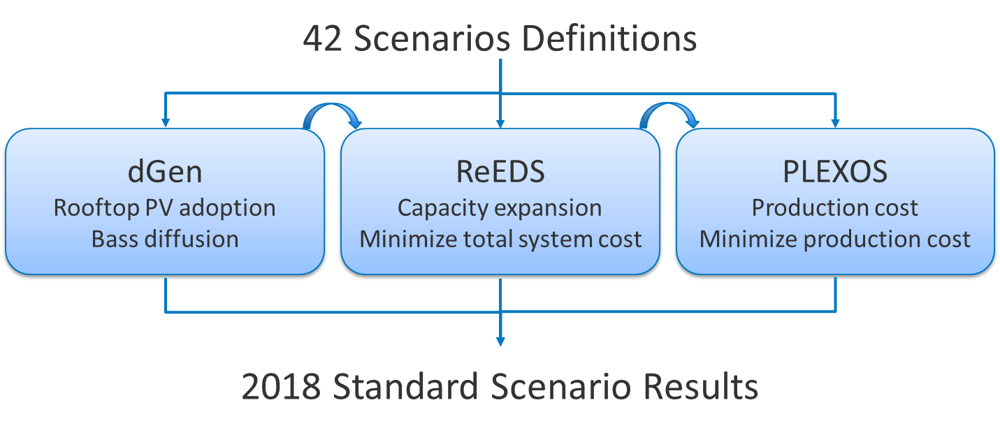 42 Scenarios Definitions
dGen
Rooftop PV adoption
Bass diffusion
ReEDS
Capacity expansion
Minimize total system cost
PLEXOS
Production cost
Minimize production cost
2018 Standard Scenario Results